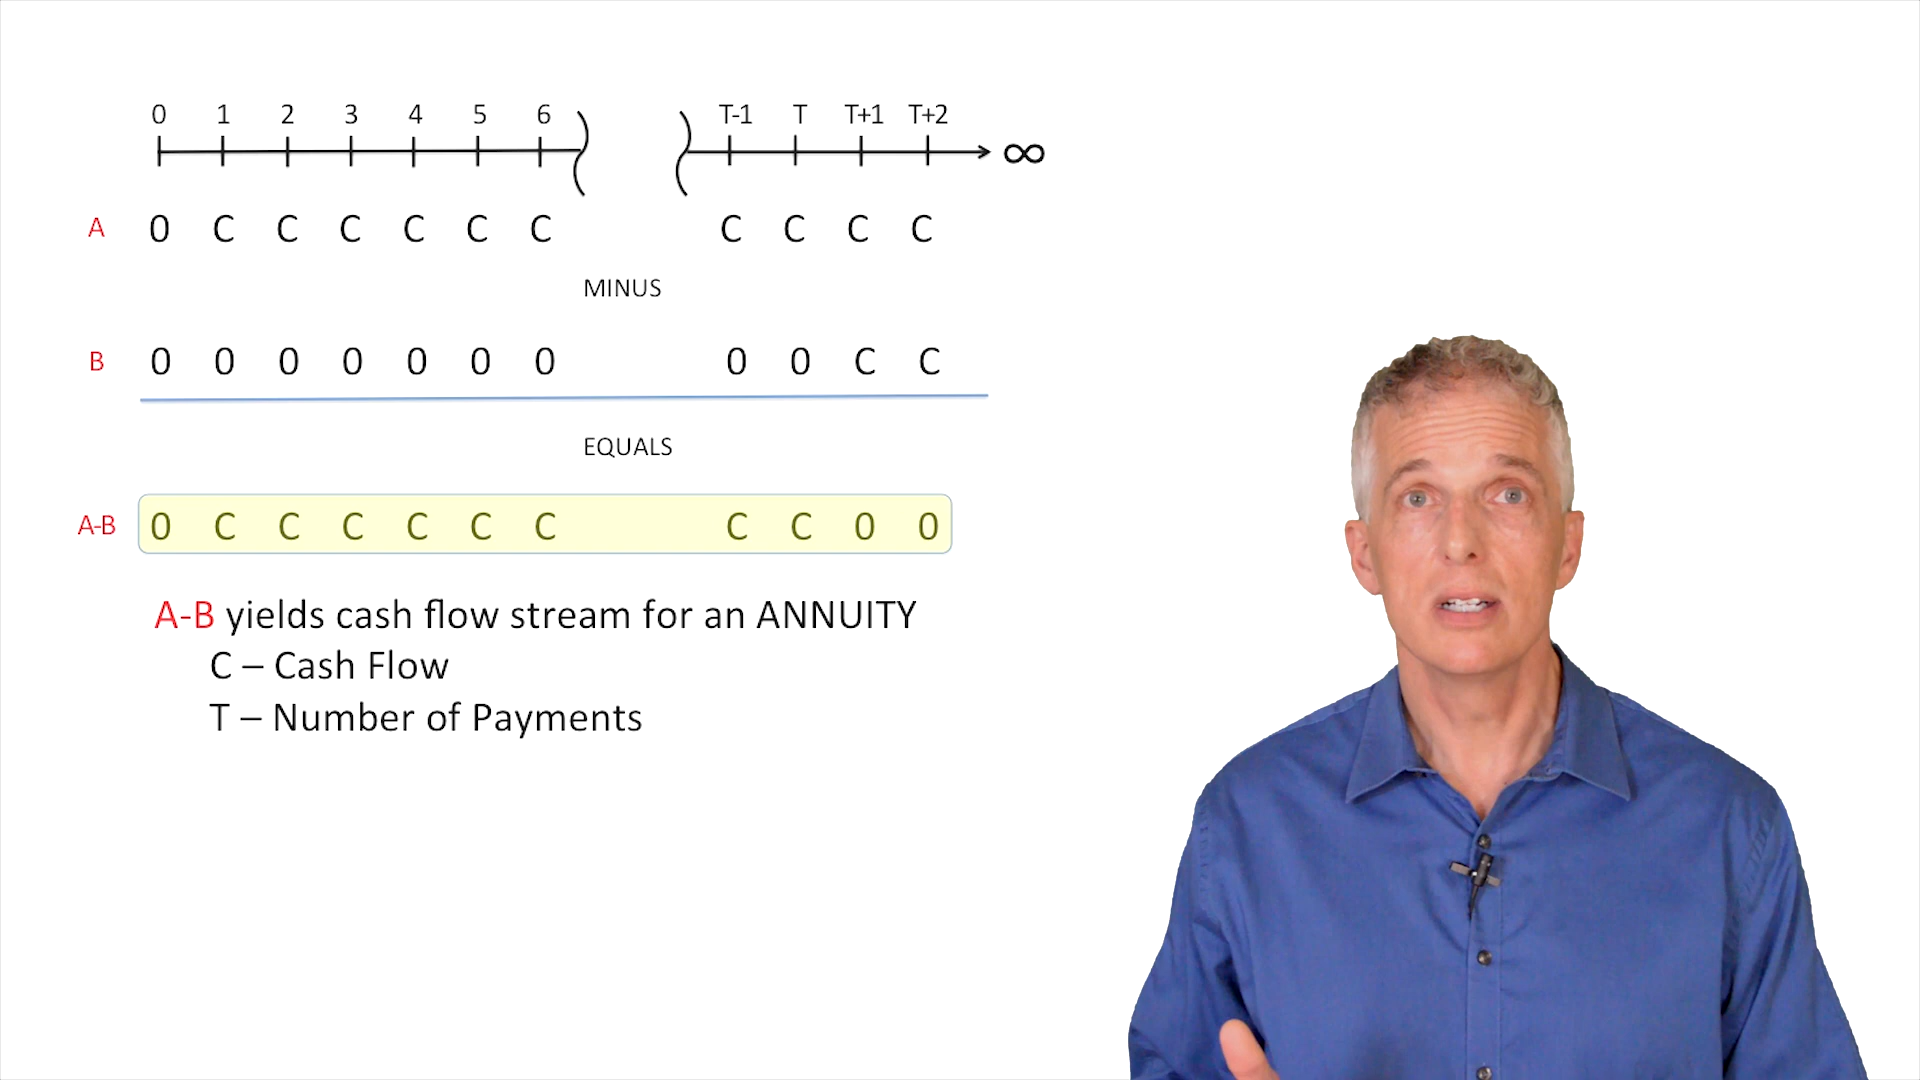 0 1 2 3 4 5 6 T-1 T T+1 T+2
∞
A 0 C C C C C C C C C C
MINUS
B 0 0 0 0 0 0 0 0 0 C C
EQUALS
A-B 0 C C C C C C C C 0 0
A-B yields cash flow stream for an ANNUITY
C – Cash Flow
T – Number of Payments